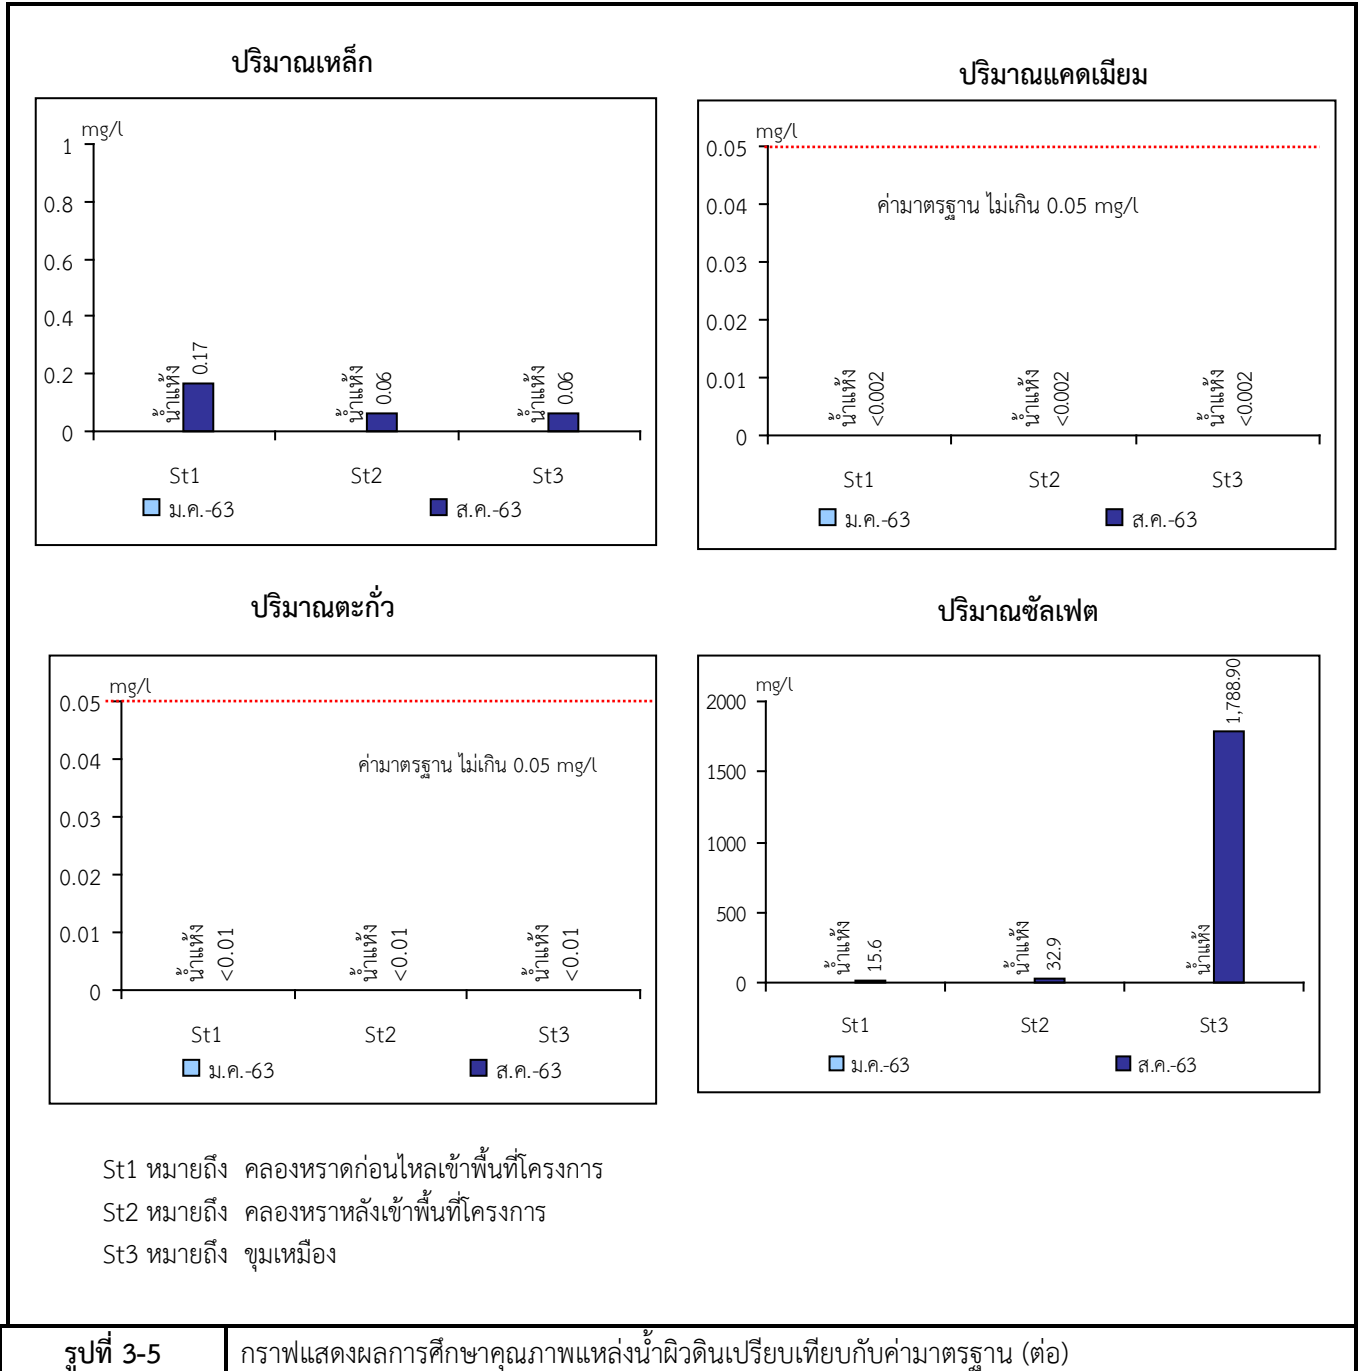 ปริมาณเหล็ก
mg/l
1
0.8
0.6
0.4
0.2
0
น้ำแห้ง
0.17
น้ำแห้ง
0.06
น้ำแห้ง
0.06
St1
St2
St3
ม.ค.-63
ส.ค.-63
ปริมาณแคดเมียม
mg/l
0.05
0.04
0.03
0.02
0.01
0
ค่ามาตรฐาน ไม่เกิน 0.05 mg/l
น้ำแห้ง
<0.002
น้ำแห้ง
<0.002
น้ำแห้ง
<0.002
St1
St2
St3
ม.ค.-63
ส.ค.-63
ปริมาณตะกั่ว
mg/l
0.05
0.04
0.03
0.02
0.01
0
ค่ามาตรฐาน ไม่เกิน 0.05 mg/l
น้ำแห้ง
<0.01
น้ำแห้ง
<0.01
น้ำแห้ง
<0.01
St1
St2
St3
ม.ค.-63
ส.ค.-63
ปริมาณซัลเฟต
mg/l
2000
1500
1000
500
0
น้ำแห้ง
15.6
น้ำแห้ง
32.9
น้ำแห้ง
1,788.90
St1
St2
St3
ม.ค.-63
ส.ค.-63
St1 หมายถึง คลองหราดก่อนไหลเข้าพื้นที่โครงการ
St2 หมายถึง คลองหราหลังเข้าพื้นที่โครงการ
St3 หมายถึง ขุมเหมือง
รูปที่ 3-5
กราฟแสดงผลการศึกษาคุณภาพแหล่งน้ำผิวดินเปรียบเทียบกับค่ามาตรฐาน (ต่อ)